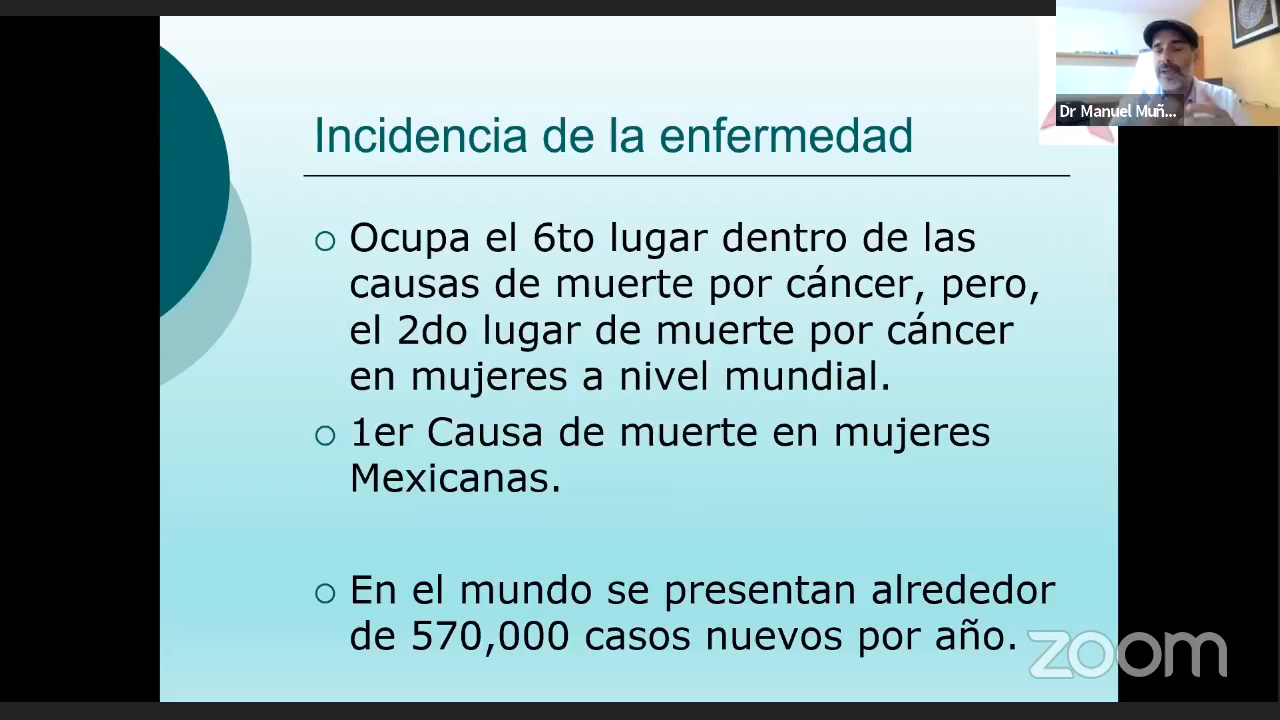 Dr Manuel Muñ...
Incidencia de la enfermedad
Ocupa el 6to lugar dentro de las
causas de muerte por cáncer, pero,
el 2do lugar de muerte por cáncer
en mujeres a nivel mundial.
1er Causa de muerte en mujeres
Mexicanas.
En el mundo se presentan alrededor
de 570,000 casos nuevos por año.
zoom